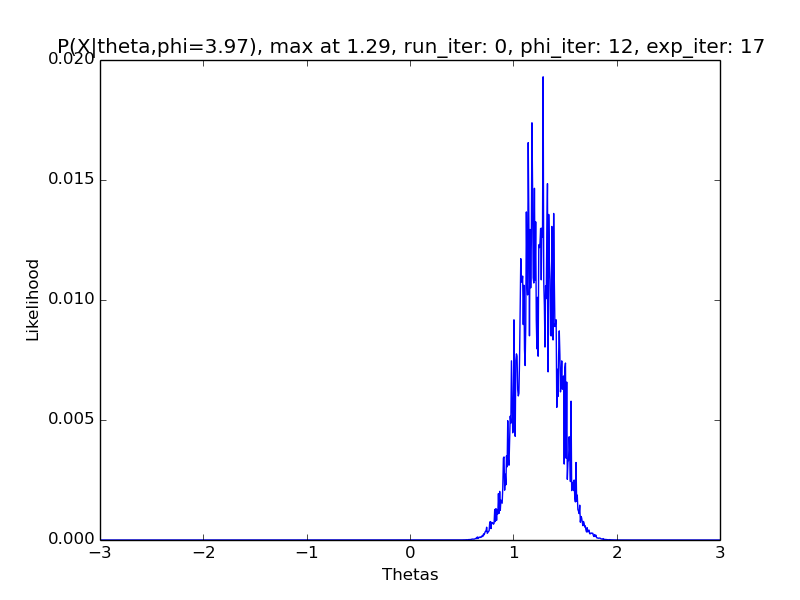 P(X|theta,phi=3.97), max at 1.29, run_iter: 0, phi_iter: 12, exp_iter: 17
0.020
0.015
0.010
0.005
0.000
Likelihood
−3 −2 −1 0 1 2 3
Thetas